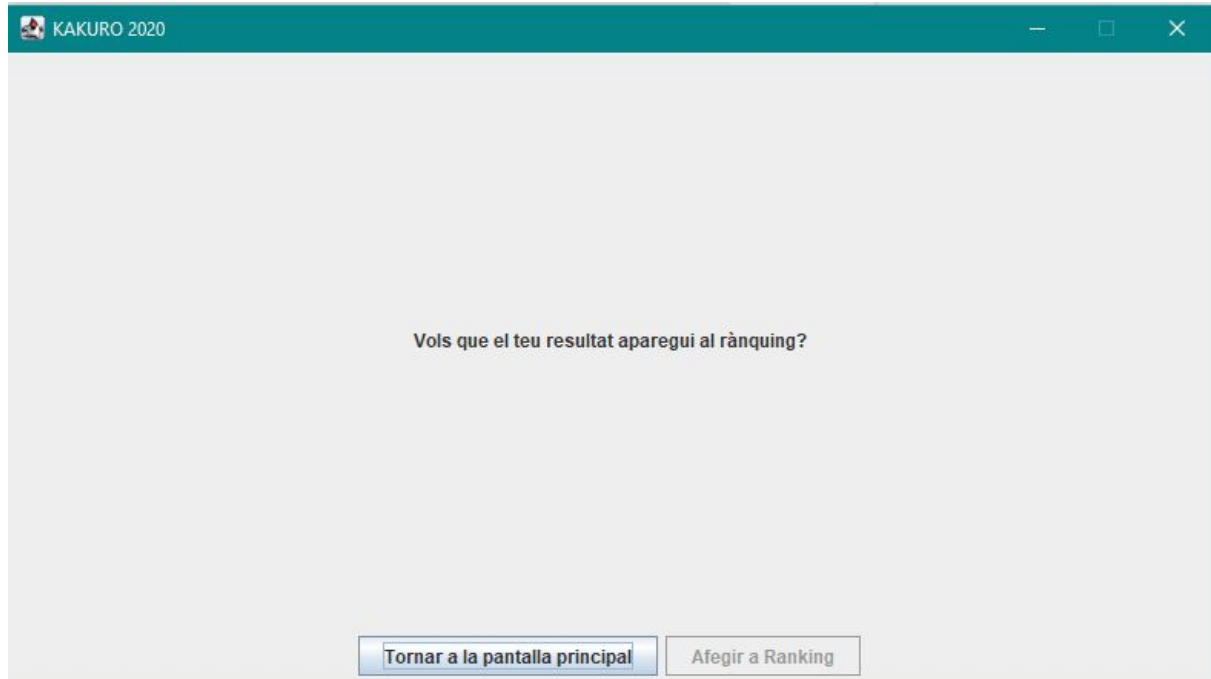 KAKURO 2020
Vols que el teu resultat aparegui al rànquing?
Tornar a la pantalla principal Afegir a Ranking